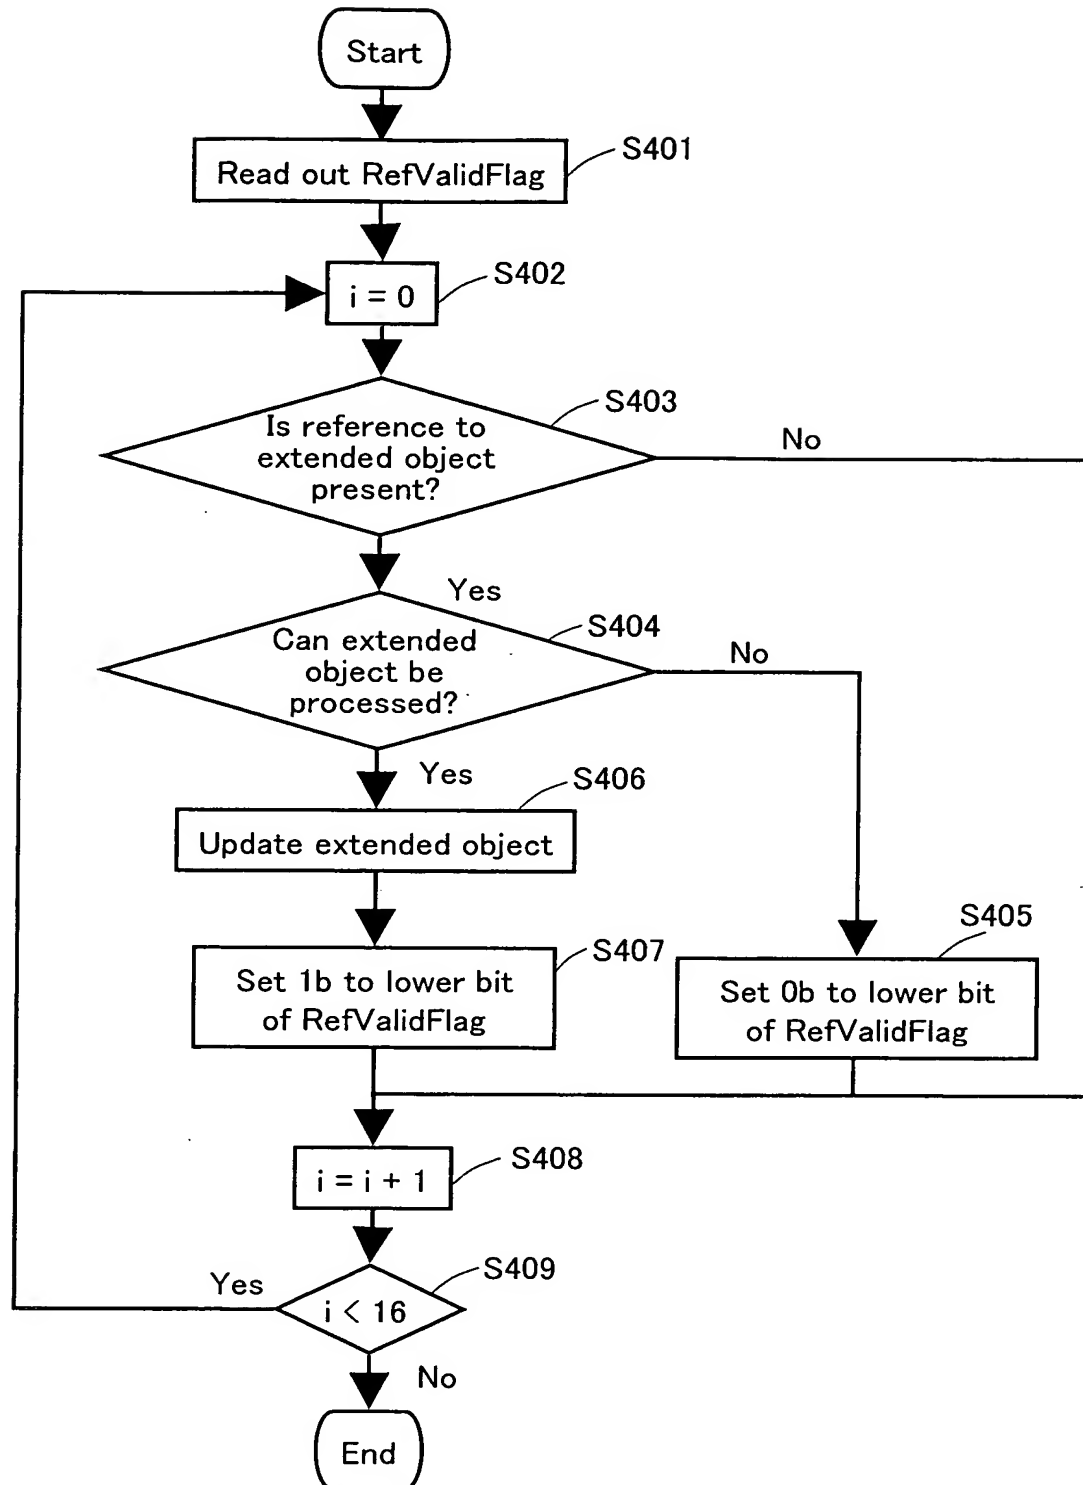 Start
Read out RefValidFlag
S401
i = 0
S402
Is reference to
extended object
present?
S403
No
Yes
Can extended
object be
processed?
S404
No
Yes
S406
Update extended object
S407
Set 1b to lower bit
of RefValidFlag
S405
Set 0b to lower bit
of RefValidFlag
i = i + 1
S408
Yes
i < 16
S409
No
End